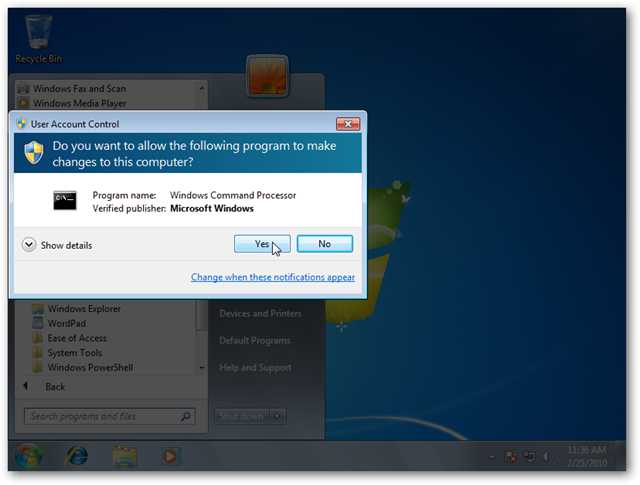 Recycle Bin
Windows Fax and Scan
Windows Media Player
User Account Control
Do you want to allow the following program to make
changes to this computer?
C:\._
Program name: Windows Command Processor
Verified publisher: Microsoft Windows
Show details
Yes
No
Change when these notifications appear
Windows Explorer
WordPad
Ease of Access
System Tools
Windows PowerShell
Back
Search programs and files
Devices and Printers
Default Programs
Help and Support
Shut down
11:36 AM
2/25/2010